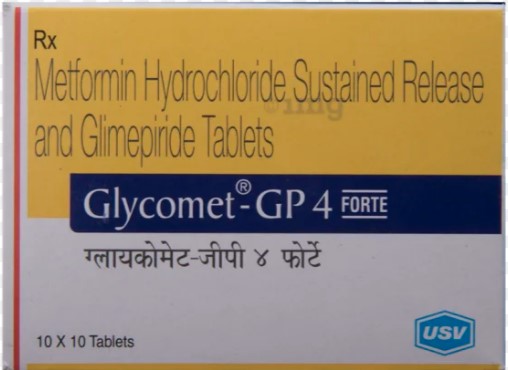 Rx
Metformin Hydrochloride Sustained Release
and Glimepiride Tablets
Glycomet®-GP 4 FORTE
ग्लायकोमेट-जीपी ४ फोर्टे
10 X 10 Tablets
USV